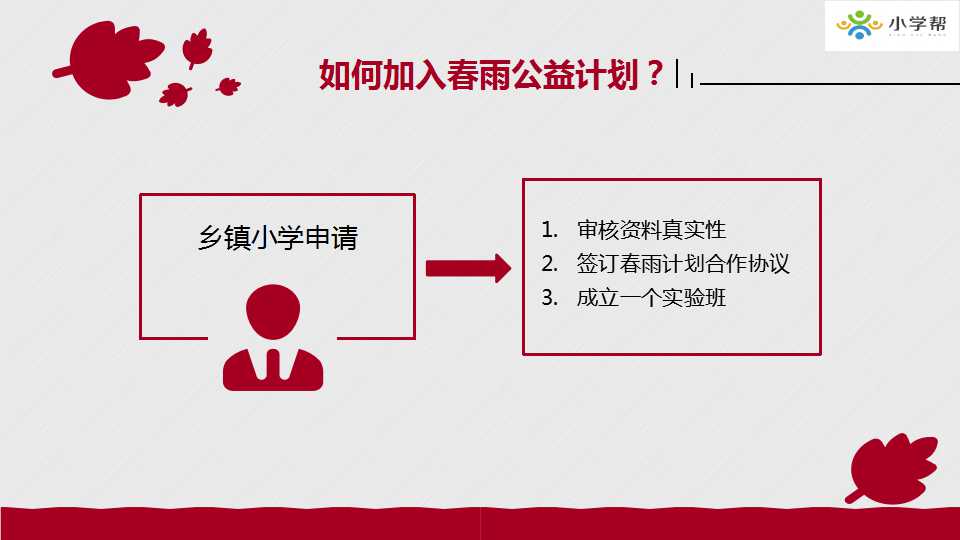 小学帮
如何加入春雨公益计划？
乡镇小学申请
1. 审核资料真实性
2. 签订春雨计划合作协议
3. 成立一个实验班